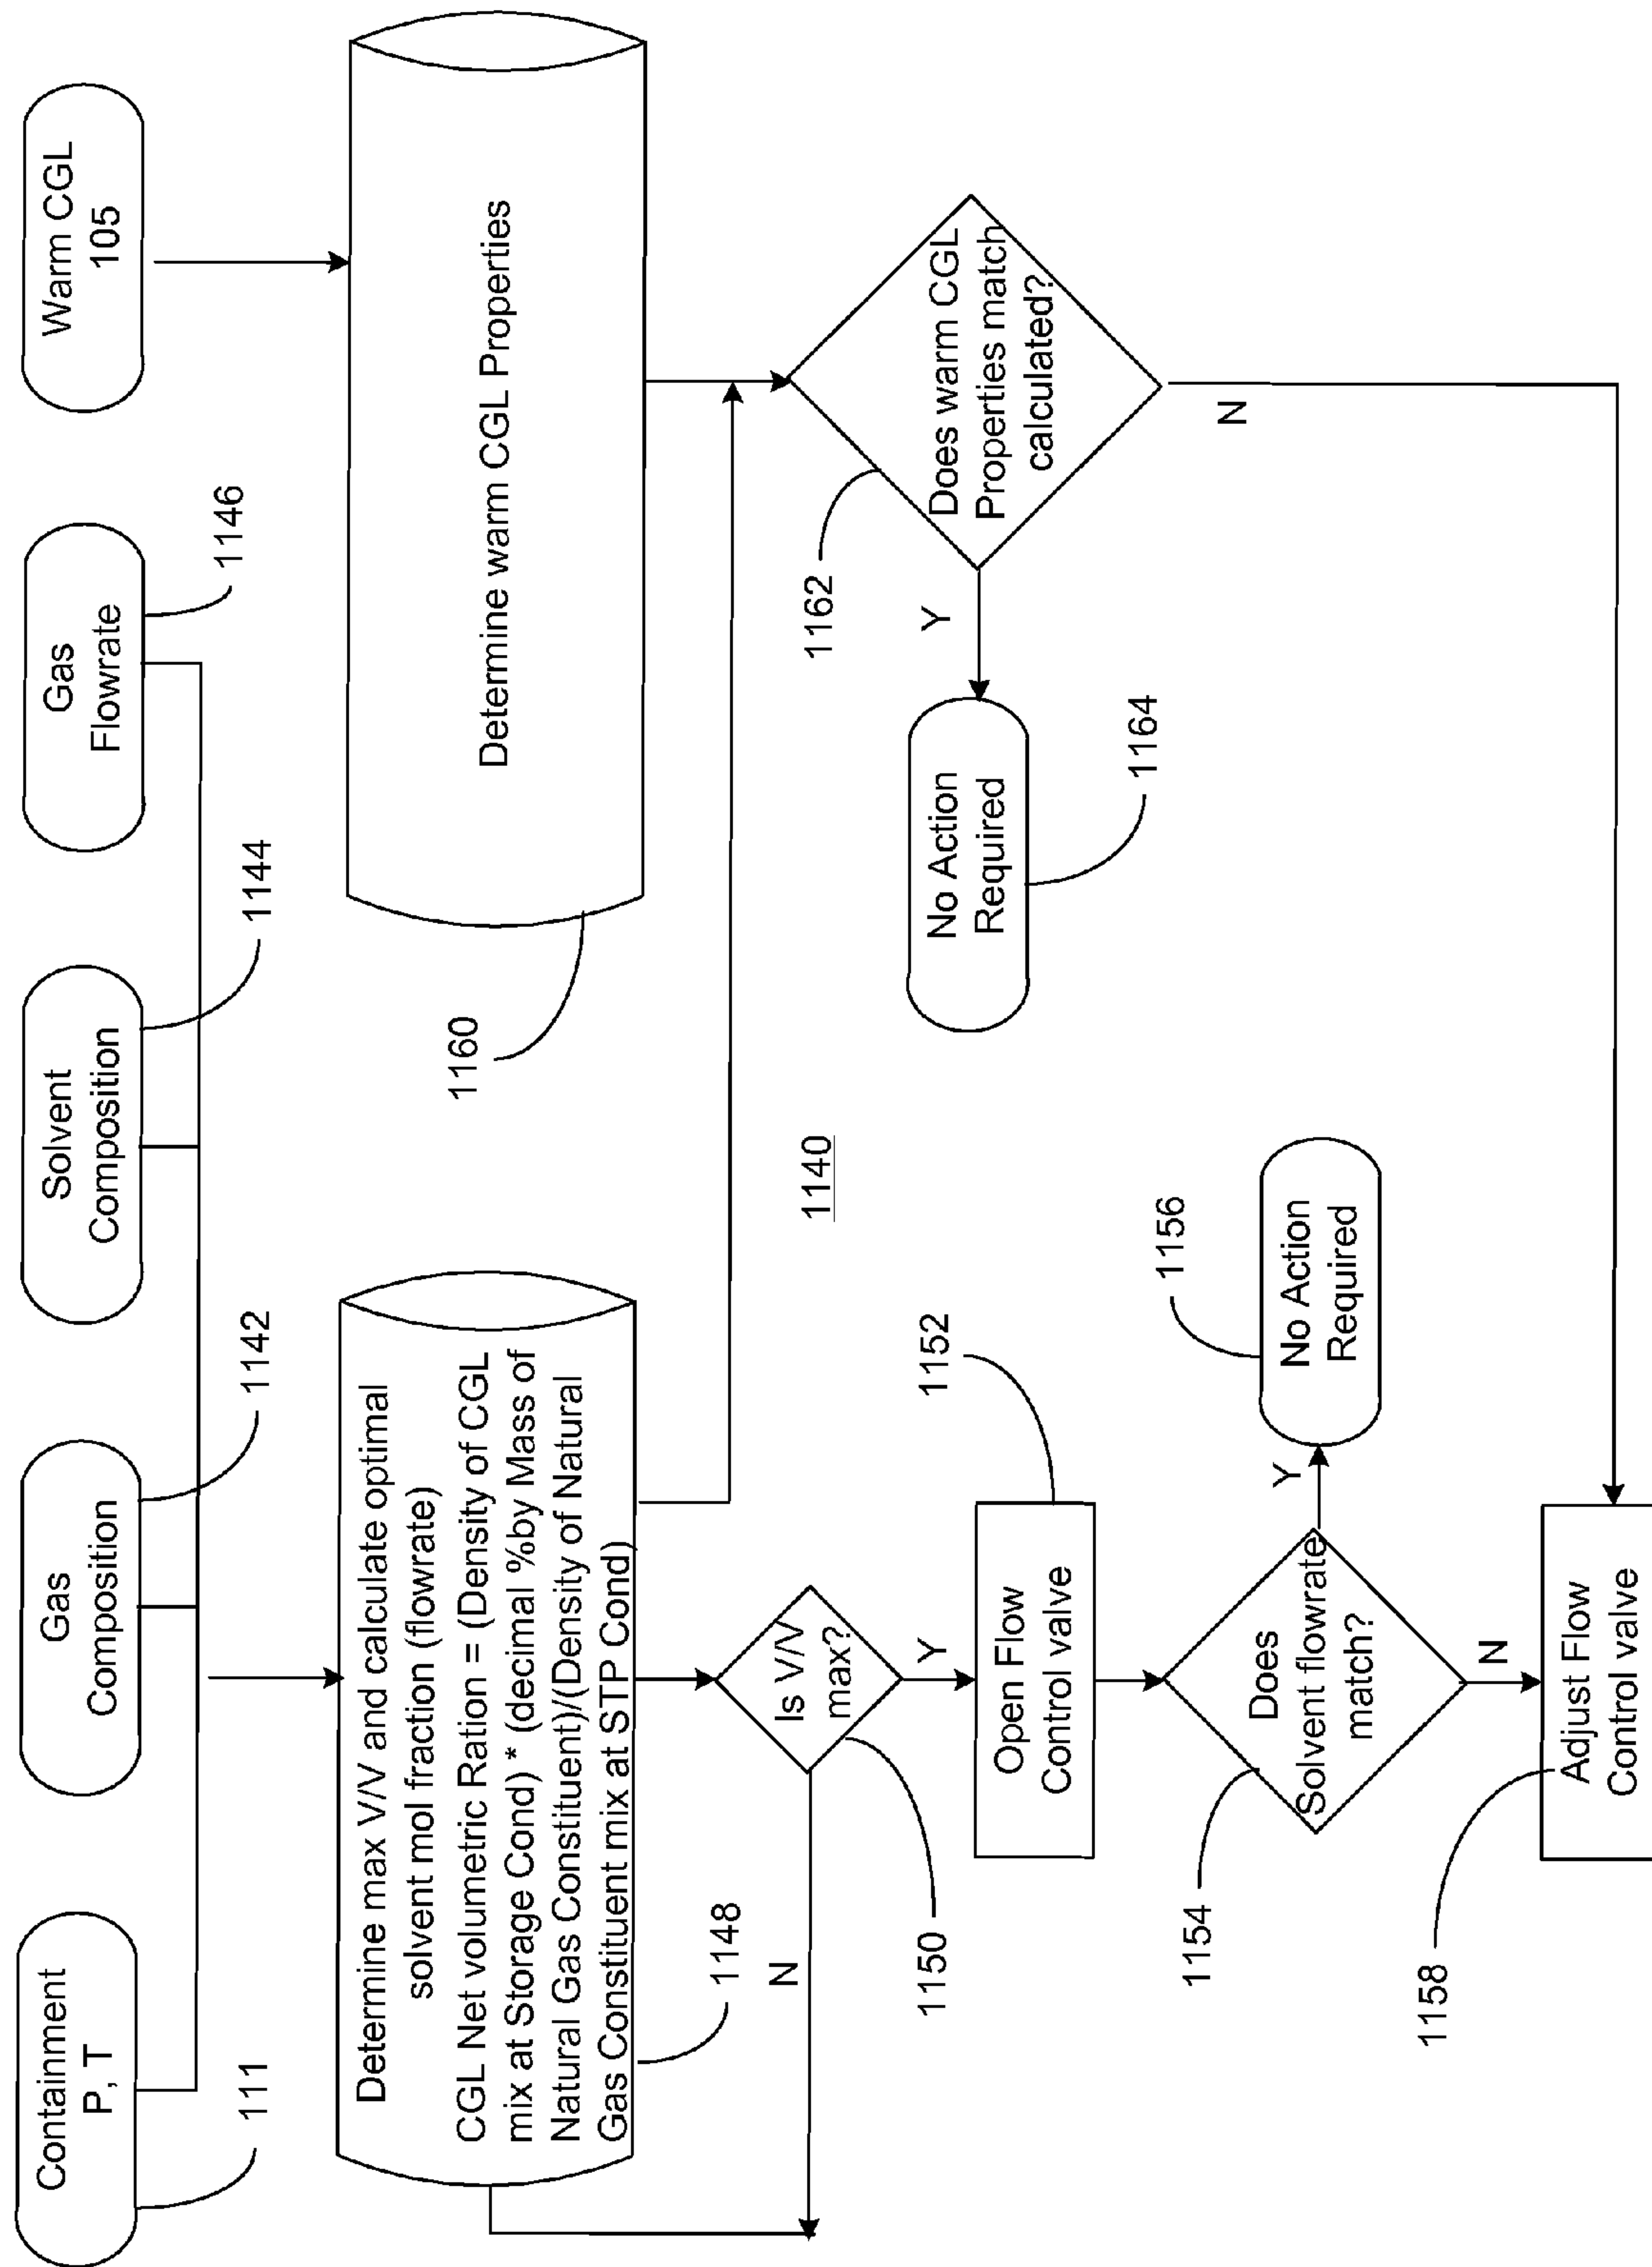 Containment
P, T
111
Gas
Composition
1142
Solvent
Composition
1144
Gas
Flowrate
1146
Warm CGL
105
Determine max V/V and calculate optimal
solvent mol fraction (flowrate)
CGL Net volumetric Ration = (Density of CGL
mix at Storage Cond) * (decimal %by Mass of
Natural Gas Constituent)/(Density of Natural
Gas Constituent mix at STP Cond)
1148
Determine warm CGL Properties
1160
N
Is V/V
max?
1150
Y
1140
Does warm CGL
Properties match
calculated?
1162
Y
N
Open Flow
Control valve
1152
No Action
Required
1164
Does
Solvent flowrate
match?
1154
Y
No Action
Required
1156
N
Adjust Flow
Control valve
1158